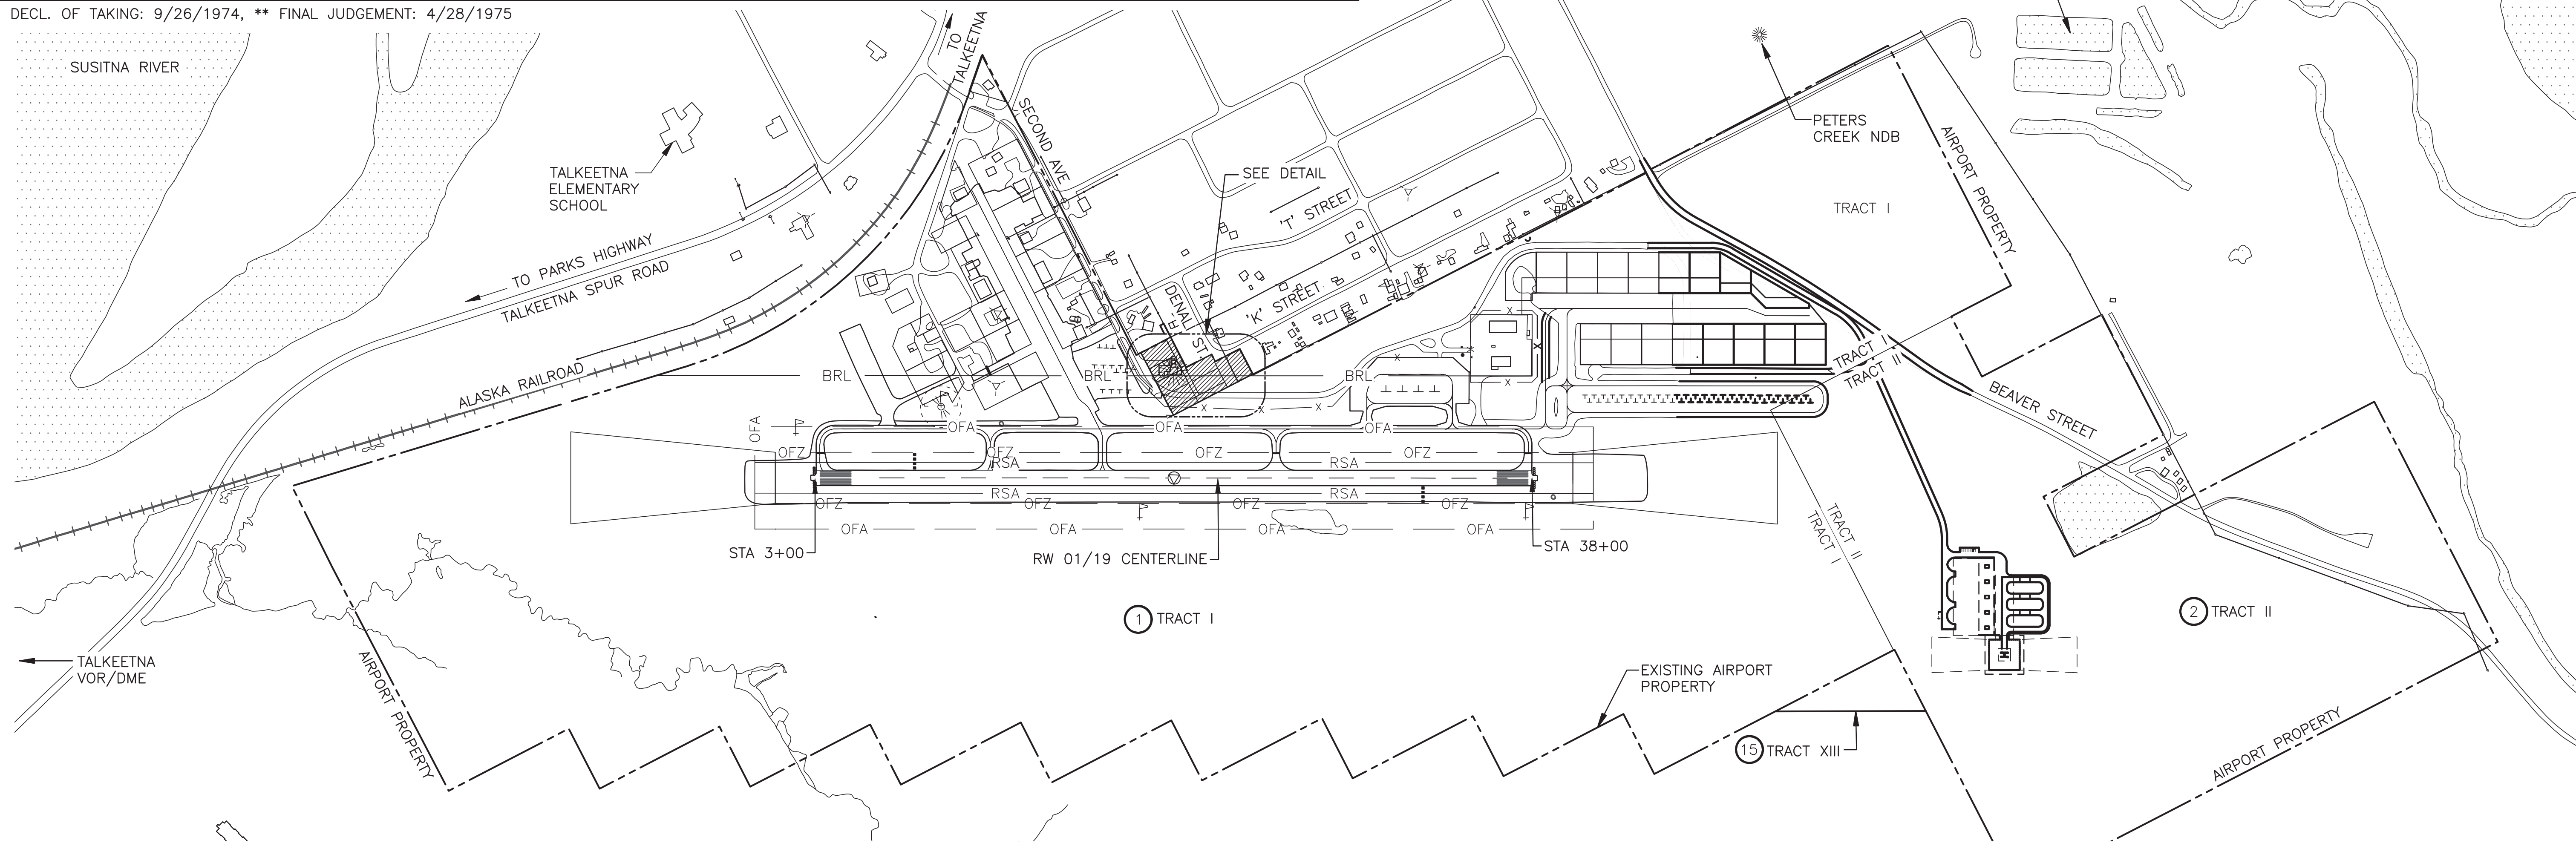 DECL. OF TAKING: 9/26/1974, ** FINAL JUDGEMENT: 4/28/1975
SUSITNA RIVER
TO
TALKEETNA
SECOND AVE
PETERS
CREEK NDB
AIRPORT PROPERTY
TALKEETNA
ELEMENTARY
SCHOOL
SEE DETAIL
'T' STREET
TRACT I
TO PARKS HIGHWAY
TALKEETNA SPUR ROAD
DENALI ST
'K' STREET
ALASKA RAILROAD
BRL
BRL
BRL
TRACT I
TRACT II
BEAVER STREET
X
X
X
X
X
X
X
X
OFA
OFA
OFA
OFA
OFZ
OFZ
OFZ
OFZ
RSA
RSA
RSA
RSA
OFZ
OFZ
OFZ
OFZ
OFA
OFA
OFA
OFA
STA 3+00
RW 01/19 CENTERLINE
STA 38+00
TRACT II
TRACT I
1 TRACT I
2 TRACT II
H
TALKEETNA
VOR/DME
AIRPORT PROPERTY
EXISTING AIRPORT
PROPERTY
15 TRACT XIII
AIRPORT PROPERTY